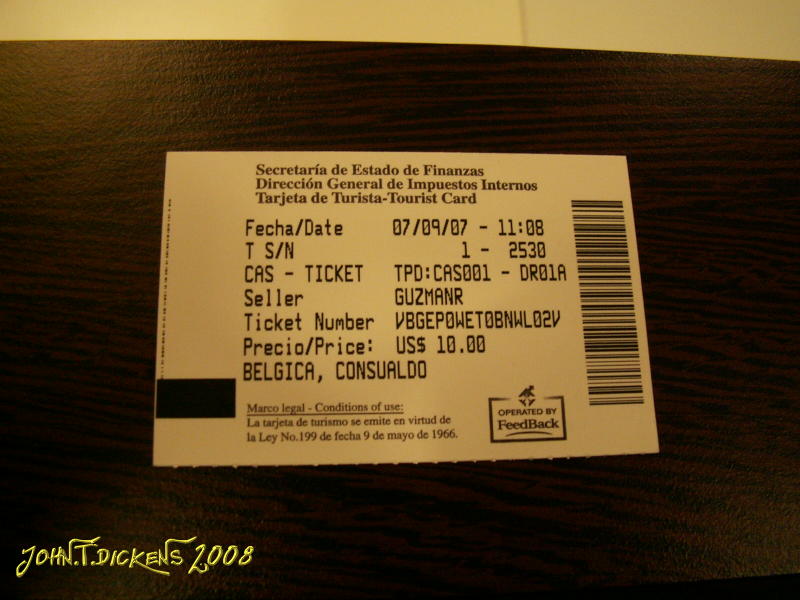 Secretaría de Estado de Finanzas
Dirección General de Impuestos Internos
Tarjeta de Turista-Tourist Card
Fecha/Date 07/09/07 - 11:08
T S/N 1 - 2530
CAS - TICKET TPD:CAS001 - DR01A
Seller GUZMANR
Ticket Number VBGEP0WET0BNWL02V
Precio/Price: US$ 10.00
BELGICA, CONSUALDO
Marco legal - Conditions of use:
La tarjeta de turismo se emite en virtud de
la Ley No.199 de fecha 9 de mayo de 1966.
OPERATED BY
FeedBack
JOHN.T.DICKENS 2008